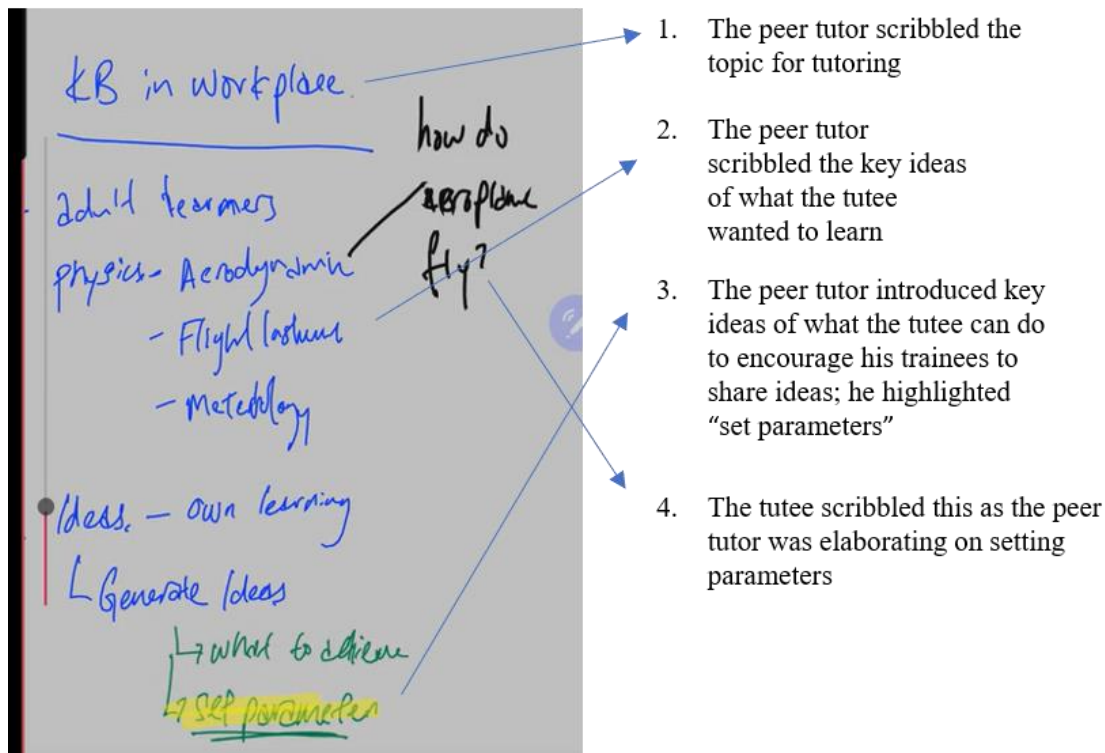 KB in workplace.
how do
aeroplane
fly?
adult learners
physics - Aerodynamic
- Flight
Ideas. - own learning
Generate Ideas
what to achieve
set parameter
1. The peer tutor scribbled the
topic for tutoring
2. The peer tutor
scribbled the key ideas
of what the tutee
wanted to learn
3. The peer tutor introduced key
ideas of what the tutee can do
to encourage his trainees to
share ideas; he highlighted
“set parameters”
4. The tutee scribbled this as the peer
tutor was elaborating on setting
parameters